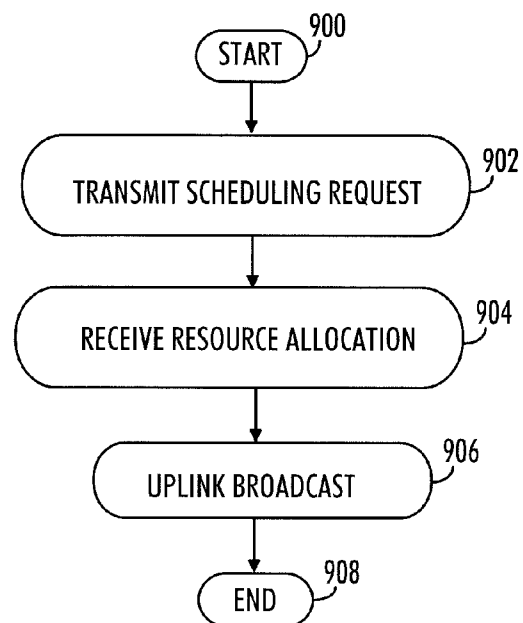 900
START
902
TRANSMIT SCHEDULING REQUEST
904
RECEIVE RESOURCE ALLOCATION
906
UPLINK BROADCAST
908
END